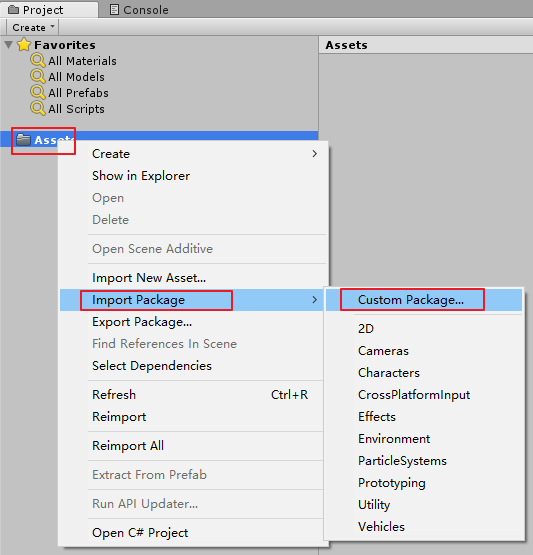 Project
Console
Create
Favorites
All Materials
All Models
All Prefabs
All Scripts
Assets
Assets
Create
Show in Explorer
Open
Delete
Open Scene Additive
Import New Asset...
Import Package
Export Package...
Find References In Scene
Select Dependencies
Refresh Ctrl+R
Reimport
Reimport All
Extract From Prefab
Run API Updater...
Open C# Project
Custom Package...
2D
Cameras
Characters
CrossPlatformInput
Effects
Environment
ParticleSystems
Prototyping
Utility
Vehicles